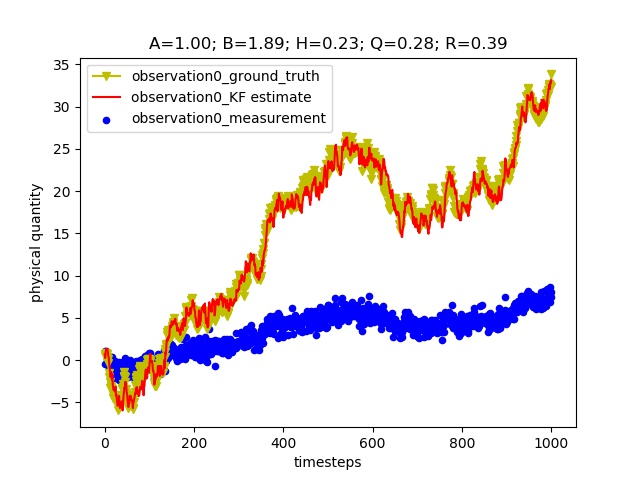 A=1.00; B=1.89; H=0.23; Q=0.28; R=0.39
observation0_ground_truth
observation0_KF estimate
observation0_measurement
physical quantity
35
30
25
20
15
10
5
0
−5
0 200 400 600 800 1000
timesteps